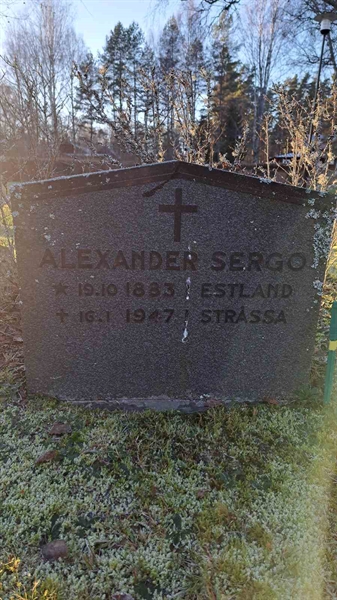 ALEXANDER SERGO
* 19.10 1883 I ESTLAND
† 16.1 1947 I STRÅSSA